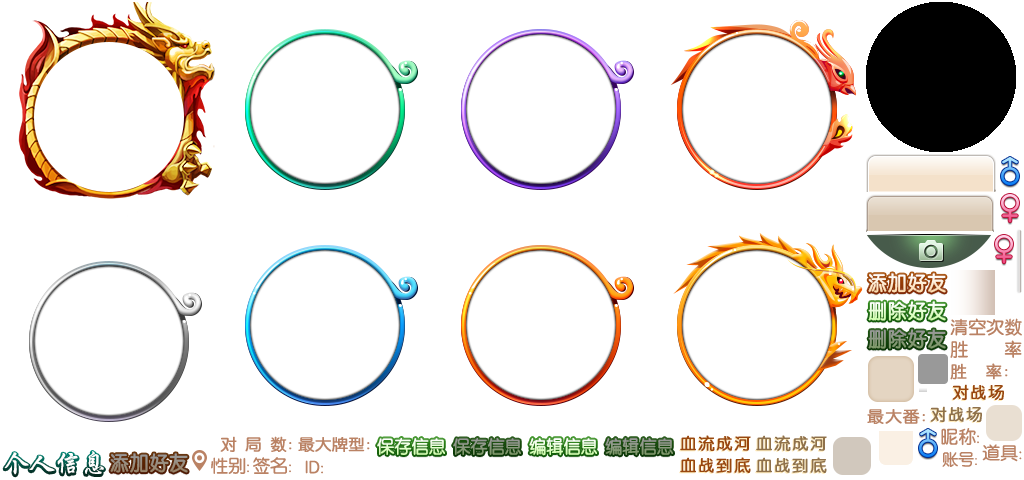 添加好友
删除好友
清空次数
删除好友
胜 率
胜 率:
对战场
最大番:
对战场
对 局 数:
最大牌型:
保存信息
保存信息
编辑信息
编辑信息
血流成河
血流成河
昵称:
个人信息
添加好友
性别:
签名:
ID:
血战到底
血战到底
账号:
道具: